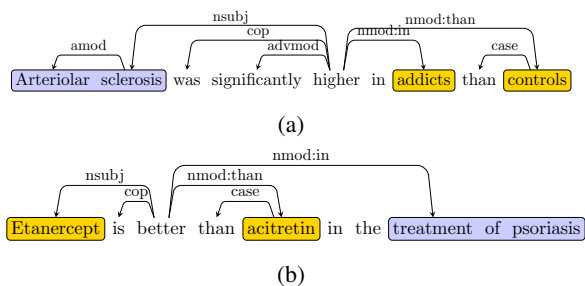 nsubj nmod:than
cop
amod advmod nmod:in case
Arteriolar sclerosis was significantly higher in addicts than controls
(a)
nmod:in
nsubj nmod:than
cop case
Etanercept is better than acitretin in the treatment of psoriasis
(b)